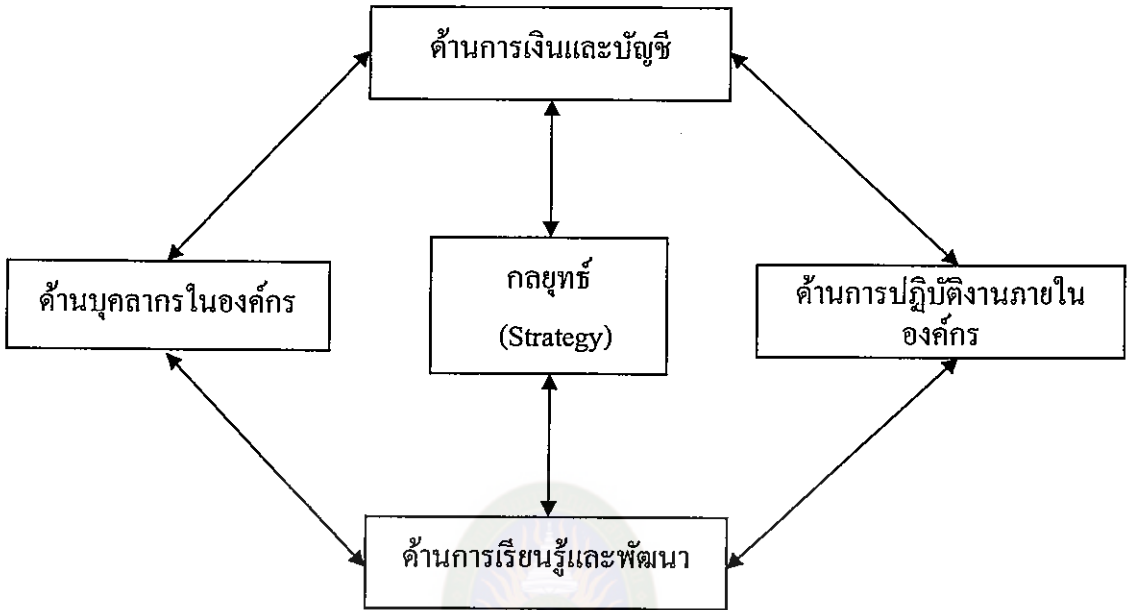 ด้านการเงินและบัญชี
ด้านบุคลากรในองค์กร
กลยุทธ์
(Strategy)
ด้านการปฏิบัติงานภายใน
องค์กร
ด้านการเรียนรู้และพัฒนา